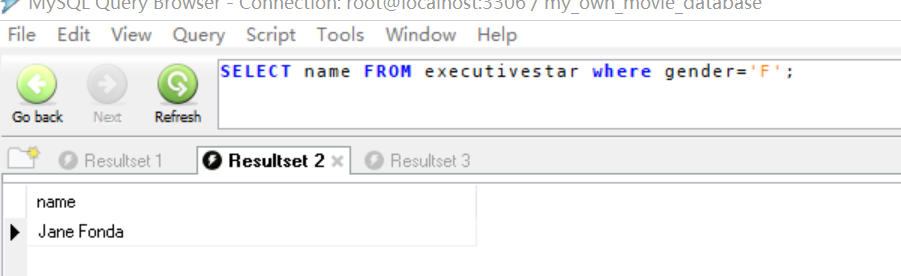 MySQL Query Browser - Connection: root@localhost:3306 / my_own_movie_database
File Edit View Query Script Tools Window Help
SELECT name FROM executivestar where gender='F';
Go back Next Refresh
Resultset 1 Resultset 2 Resultset 3
name
Jane Fonda